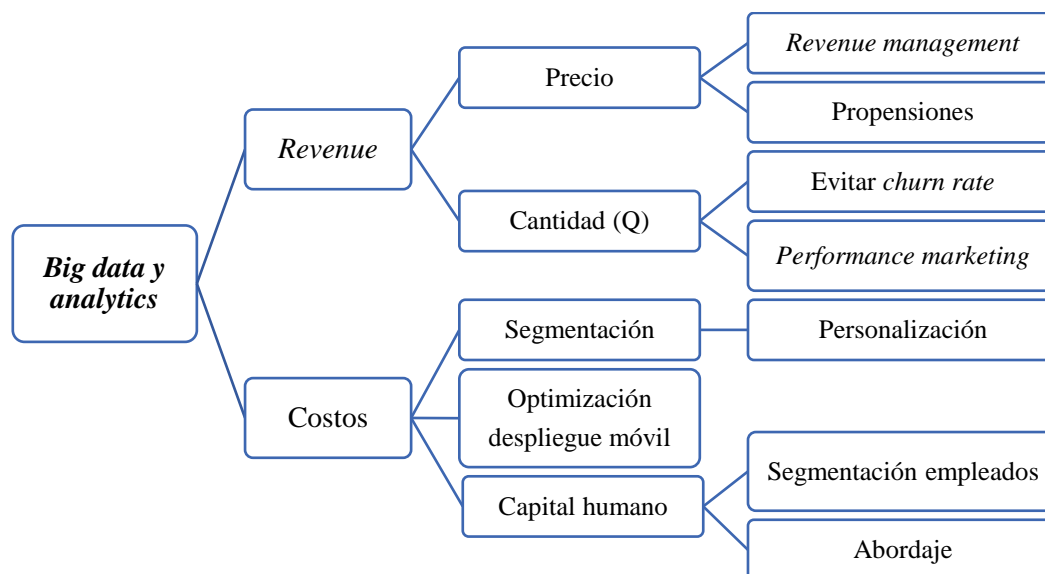 Big data y
analytics
Revenue
Precio
Revenue management
Propensiones
Cantidad (Q)
Evitar churn rate
Performance marketing
Costos
Segmentación
Personalización
Optimización
despliegue móvil
Capital humano
Segmentación empleados
Abordaje